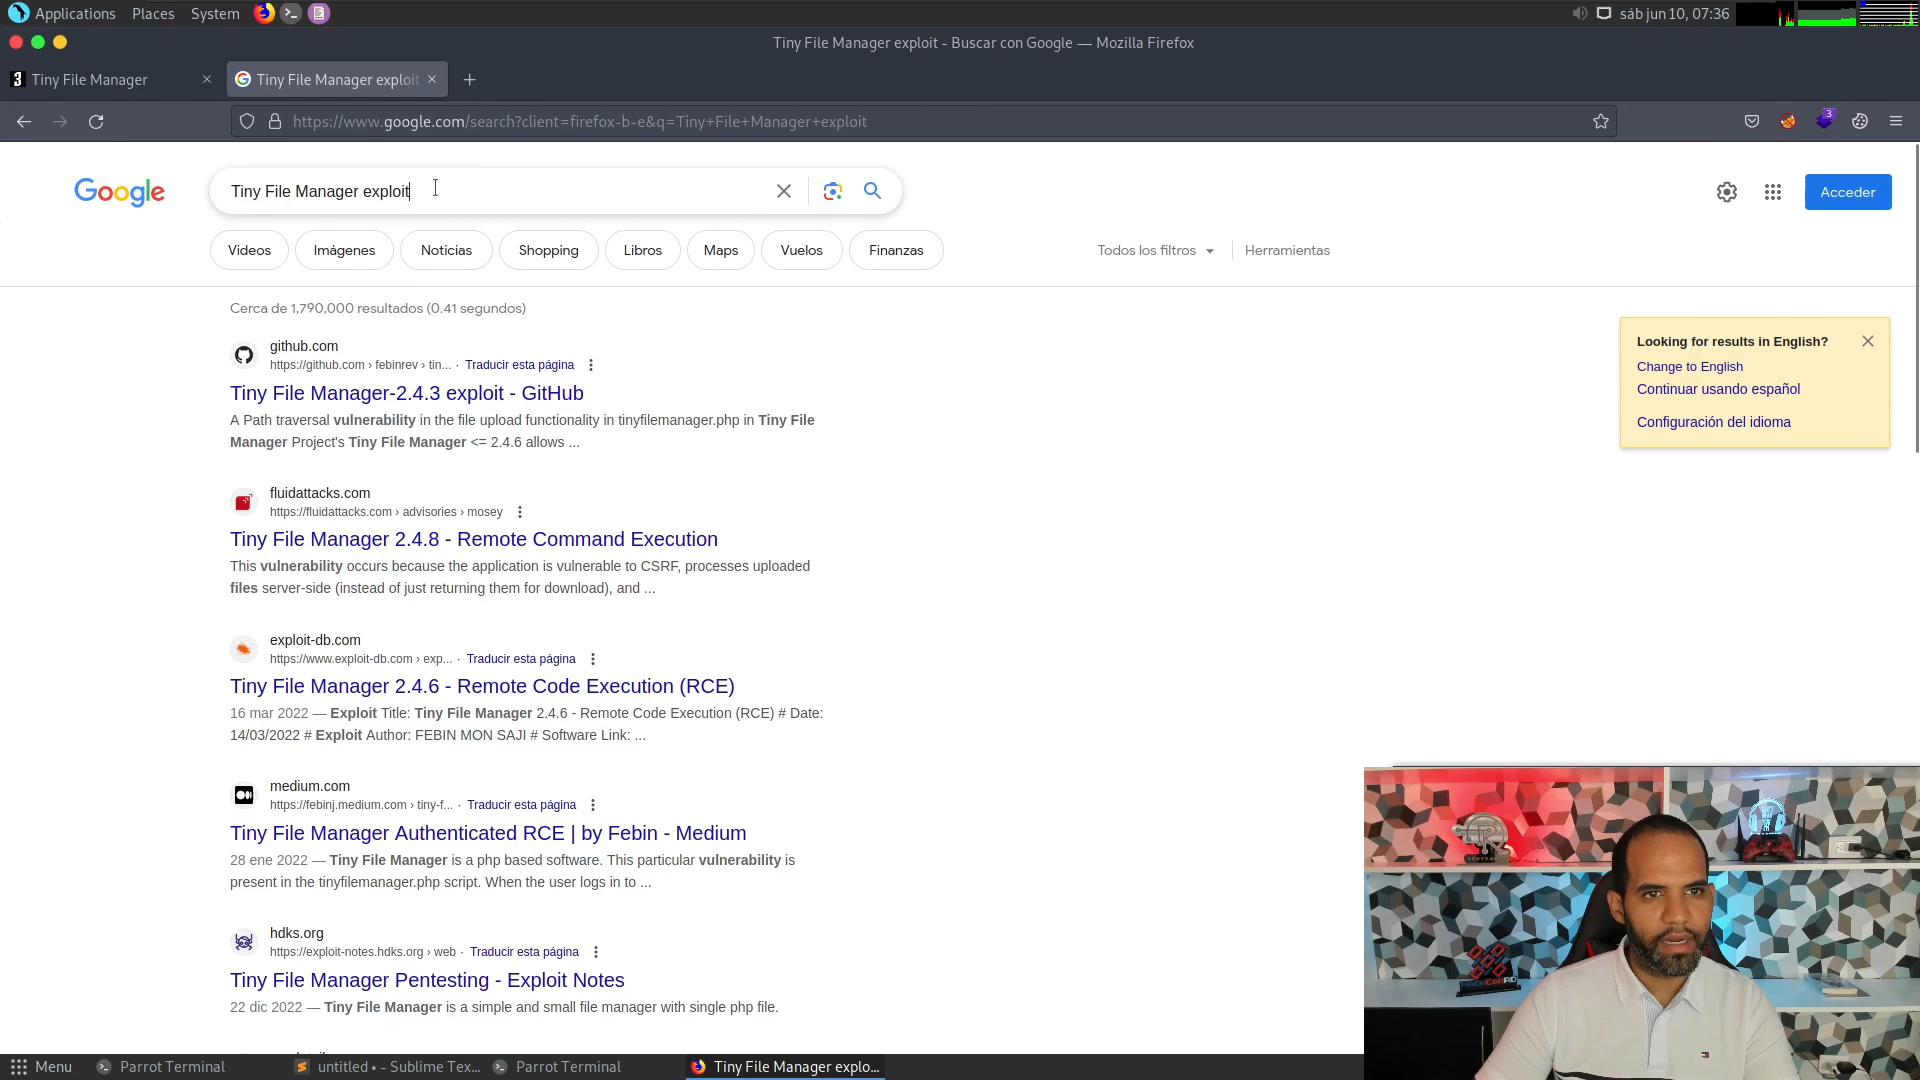 Applications Places System
sáb jun 10, 07:36
Tiny File Manager exploit - Buscar con Google — Mozilla Firefox
Tiny File Manager
Tiny File Manager exploit
https://www.google.com/search?client=firefox-b-e&q=Tiny+File+Manager+exploit
3
Google
Tiny File Manager exploit
Acceder
Videos
Imágenes
Noticias
Shopping
Libros
Maps
Vuelos
Finanzas
Todos los filtros
Herramientas
Cerca de 1,790,000 resultados (0.41 segundos)
github.com
https://github.com › febinrev › tin... · Traducir esta página
Tiny File Manager-2.4.3 exploit - GitHub
A Path traversal vulnerability in the file upload functionality in tinyfilemanager.php in Tiny File
Manager Project's Tiny File Manager <= 2.4.6 allows ...
fluidattacks.com
https://fluidattacks.com › advisories › mosey
Tiny File Manager 2.4.8 - Remote Command Execution
This vulnerability occurs because the application is vulnerable to CSRF, processes uploaded
files server-side (instead of just returning them for download), and ...
exploit-db.com
https://www.exploit-db.com › exp... · Traducir esta página
Tiny File Manager 2.4.6 - Remote Code Execution (RCE)
16 mar 2022 — Exploit Title: Tiny File Manager 2.4.6 - Remote Code Execution (RCE) # Date:
14/03/2022 # Exploit Author: FEBIN MON SAJI # Software Link: ...
medium.com
https://febinj.medium.com › tiny-f... · Traducir esta página
Tiny File Manager Authenticated RCE | by Febin - Medium
28 ene 2022 — Tiny File Manager is a php based software. This particular vulnerability is
present in the tinyfilemanager.php script. When the user logs in to ...
hdks.org
https://exploit-notes.hdks.org › web · Traducir esta página
Tiny File Manager Pentesting - Exploit Notes
22 dic 2022 — Tiny File Manager is a simple and small file manager with single php file.
Looking for results in English?
Change to English
Continuar usando español
Configuración del idioma
Menu
Parrot Terminal
untitled • - Sublime Tex...
Parrot Terminal
Tiny File Manager explo...